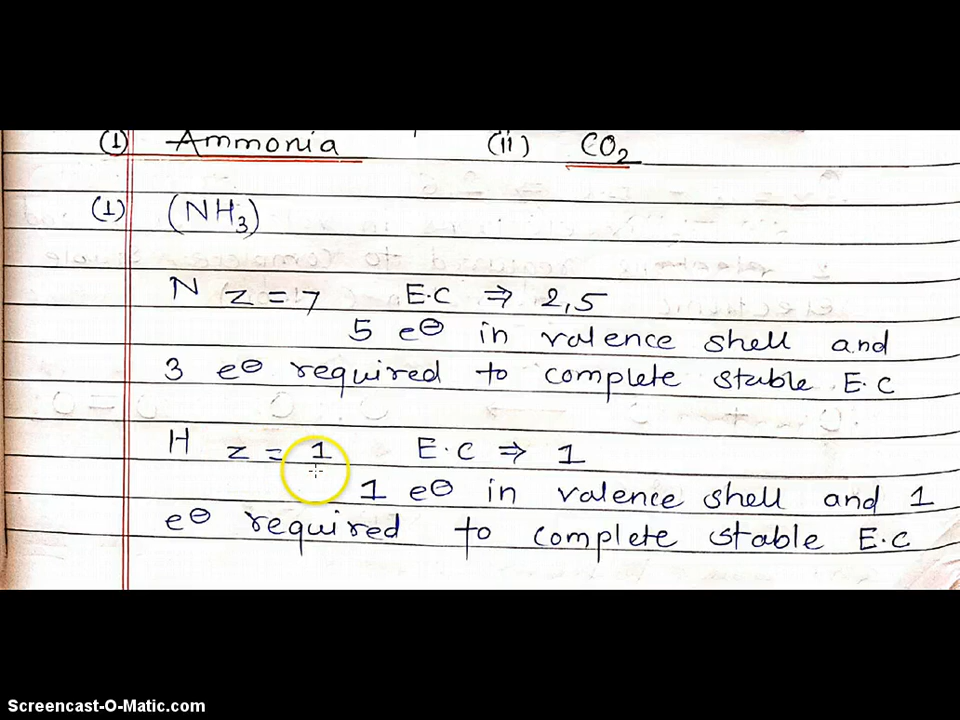 (1) Ammonia (ii) CO2
(1) (NH3)
N Z = 7 E.C ⇒ 2,5
5 e⊖ in valence shell and
3 e⊖ required to complete stable E.C
H Z = 1 E.C ⇒ 1
1 e⊖ in valence shell and 1
e⊖ required to complete stable E.C
Screencast-O-Matic.com